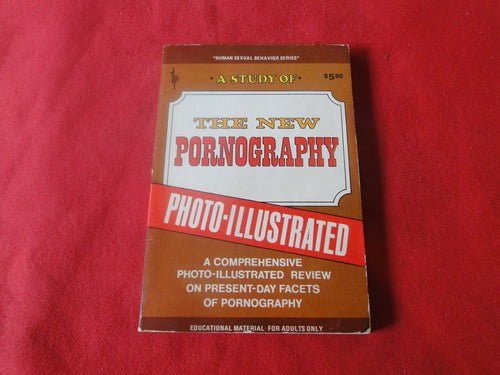 "HUMAN SEXUAL BEHAVIOR SERIES"
• A STUDY OF •
$5.95
THE NEW
PORNOGRAPHY
PHOTO-ILLUSTRATED
A COMPREHENSIVE
PHOTO-ILLUSTRATED REVIEW
ON PRESENT-DAY FACETS
OF PORNOGRAPHY
EDUCATIONAL MATERIAL FOR ADULTS ONLY